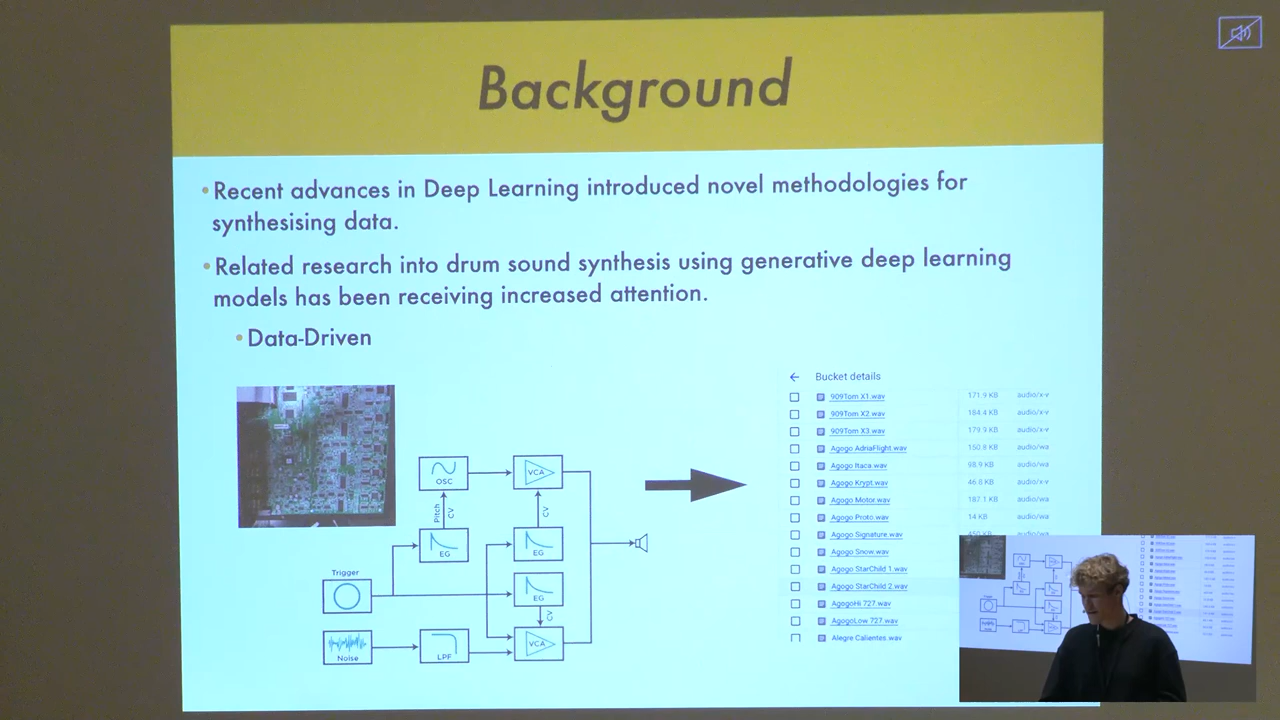 Background
•Recent advances in Deep Learning introduced novel methodologies for
synthesising data.
•Related research into drum sound synthesis using generative deep learning
models has been receiving increased attention.
•Data-Driven
OSC
VCA
Pitch
CV
CV
EG
EG
Trigger
EG
CV
Noise
LPF
VCA
← Bucket details
909Tom X1.wav 171.9 KB audio/x-v
909Tom X2.wav 184.4 KB audio/x-v
909Tom X3.wav 179.9 KB audio/x-v
Agogo AdriaFlight.wav 150.8 KB audio/wa
Agogo Itaca.wav 98.9 KB audio/wa
Agogo Krypt.wav 46.8 KB audio/x-v
Agogo Motor.wav 187.1 KB audio/wa
Agogo Proto.wav 14 KB audio/wa
Agogo Signature.wav 450 KB audio/wa
Agogo Snow.wav
Agogo StarChild 1.wav
Agogo StarChild 2.wav
AgogoHi 727.wav
AgogoLow 727.wav
Alegre Calientes.wav